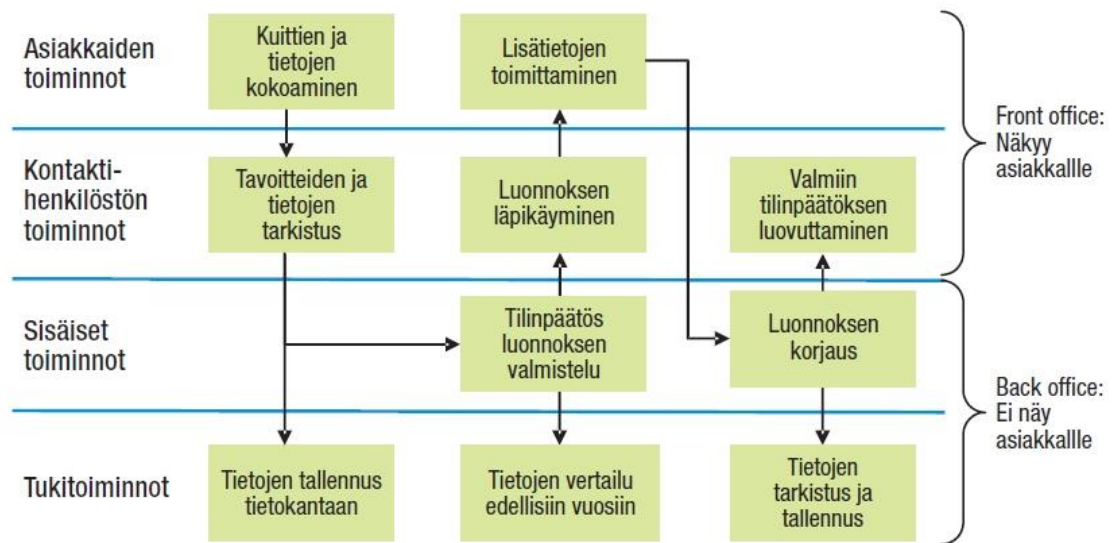 Asiakkaiden
toiminnot
Kuittien ja
tietojen
kokoaminen
Lisätietojen
toimittaminen
Kontakti-
henkilöstön
toiminnot
Tavoitteiden ja
tietojen
tarkistus
Luonnoksen
läpikäyminen
Valmiin
tilinpäätöksen
luovuttaminen
Front office:
Näkyy
asiakkallle
Sisäiset
toiminnot
Tilinpäätös
luonnoksen
valmistelu
Luonnoksen
korjaus
Back office:
Ei näy
asiakkallle
Tukitoiminnot
Tietojen tallennus
tietokantaan
Tietojen vertailu
edellisiin vuosiin
Tietojen
tarkistus ja
tallennus